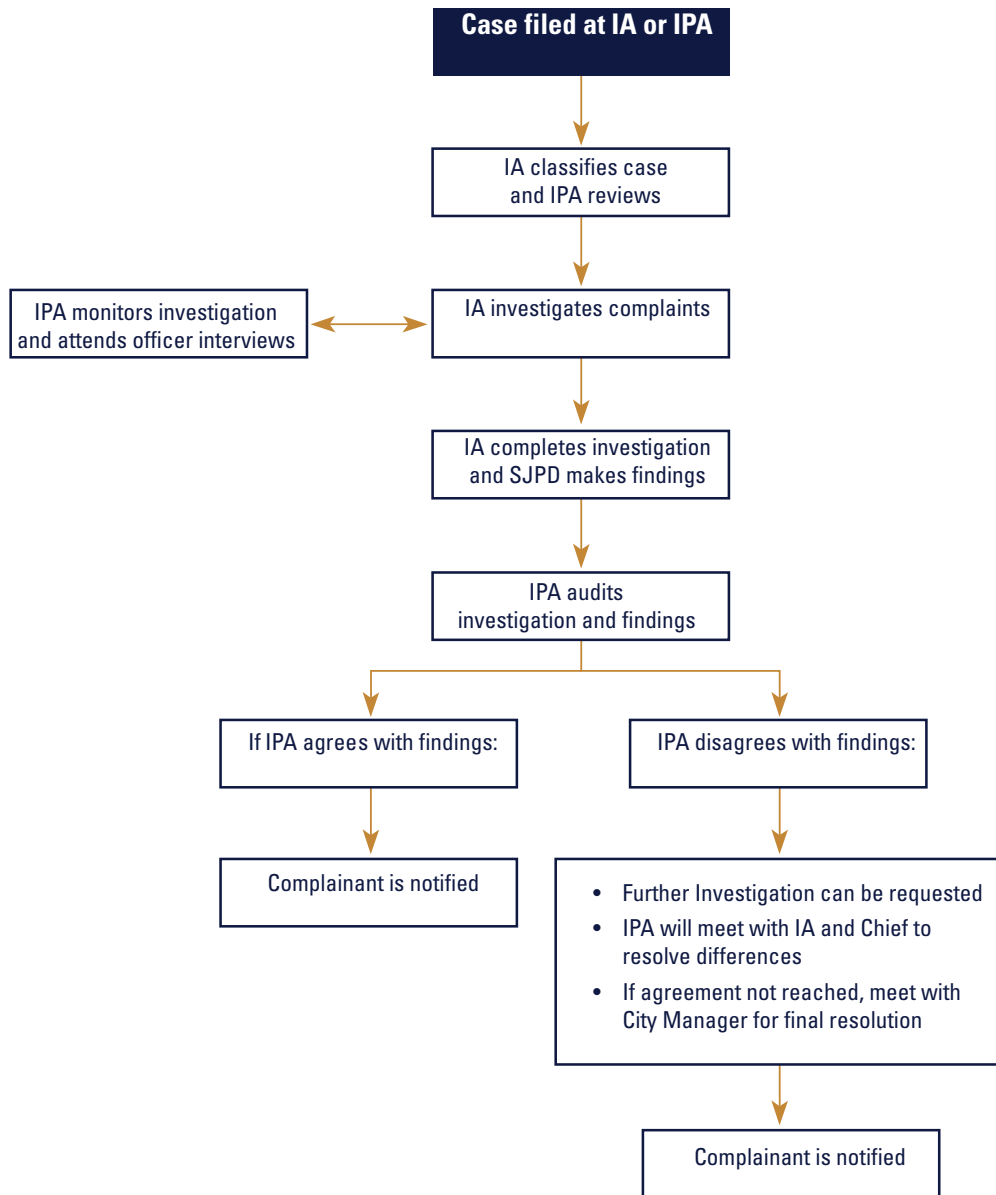 Case filed at IA or IPA
IA classifies case
and IPA reviews
IPA monitors investigation
and attends officer interviews
IA investigates complaints
IA completes investigation
and SJPD makes findings
IPA audits
investigation and findings
If IPA agrees with findings:
IPA disagrees with findings:
Complainant is notified
• Further Investigation can be requested
• IPA will meet with IA and Chief to
resolve differences
• If agreement not reached, meet with
City Manager for final resolution
Complainant is notified